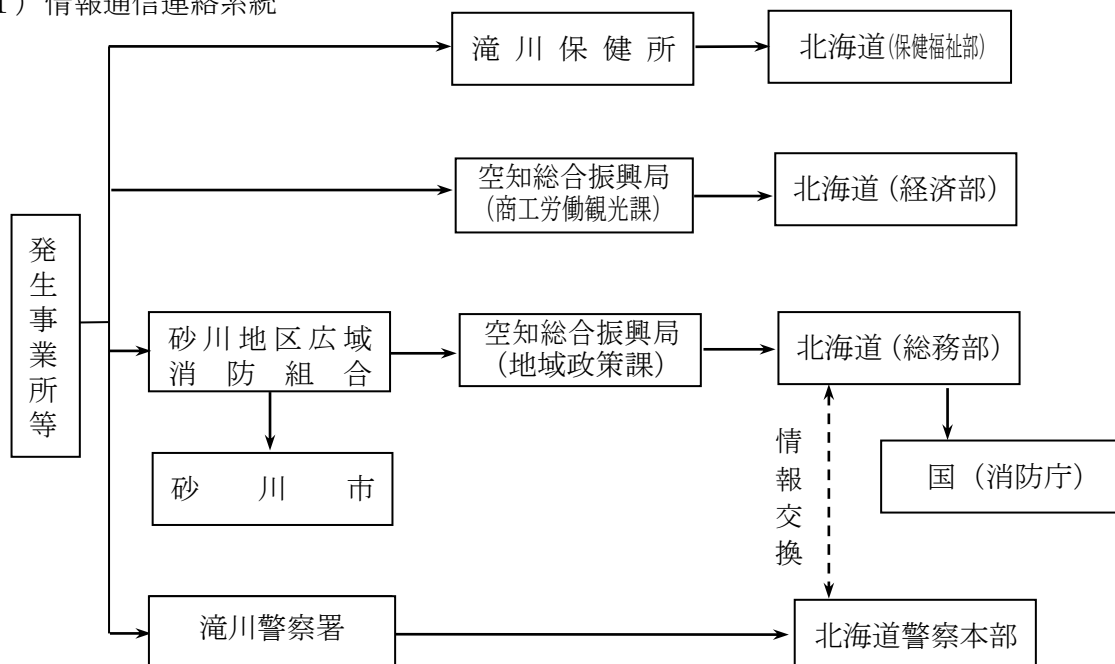 1）情報通信連絡系統
滝川保健所
北海道（保健福祉部）
空知総合振興局
（商工労働観光課）
北海道（経済部）
発生事業所等
砂川地区広域
消防組合
空知総合振興局
（地域政策課）
北海道（総務部）
砂川市
情報交換
国（消防庁）
滝川警察署
北海道警察本部